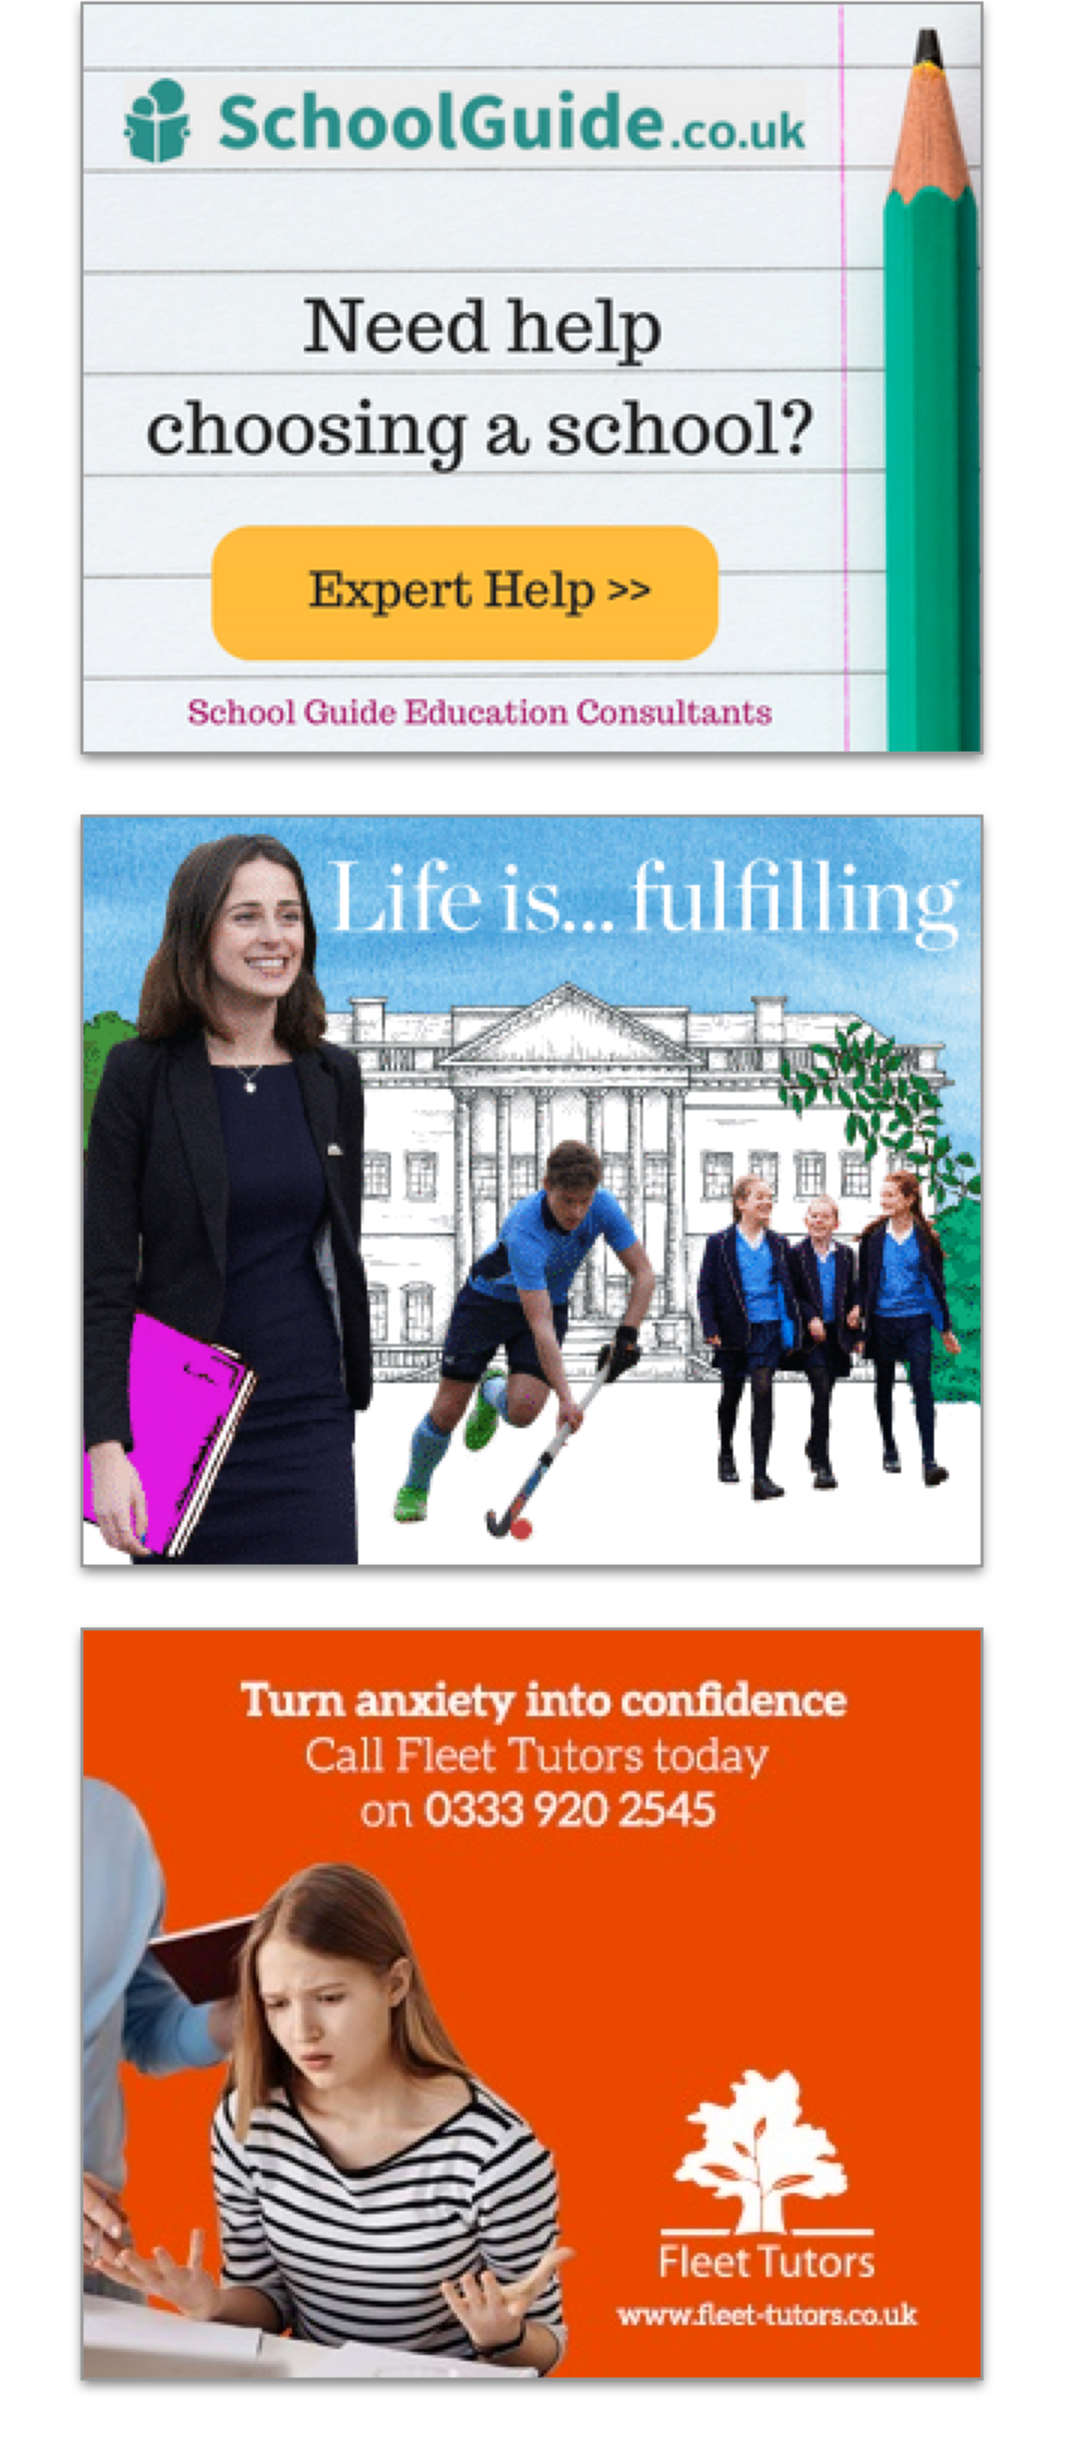 SchoolGuide.co.uk
Need help
choosing a school?
Expert Help >>
School Guide Education Consultants
Life is... fulfilling
Turn anxiety into confidence
Call Fleet Tutors today
on 0333 920 2545
Fleet Tutors
www.fleet-tutors.co.uk